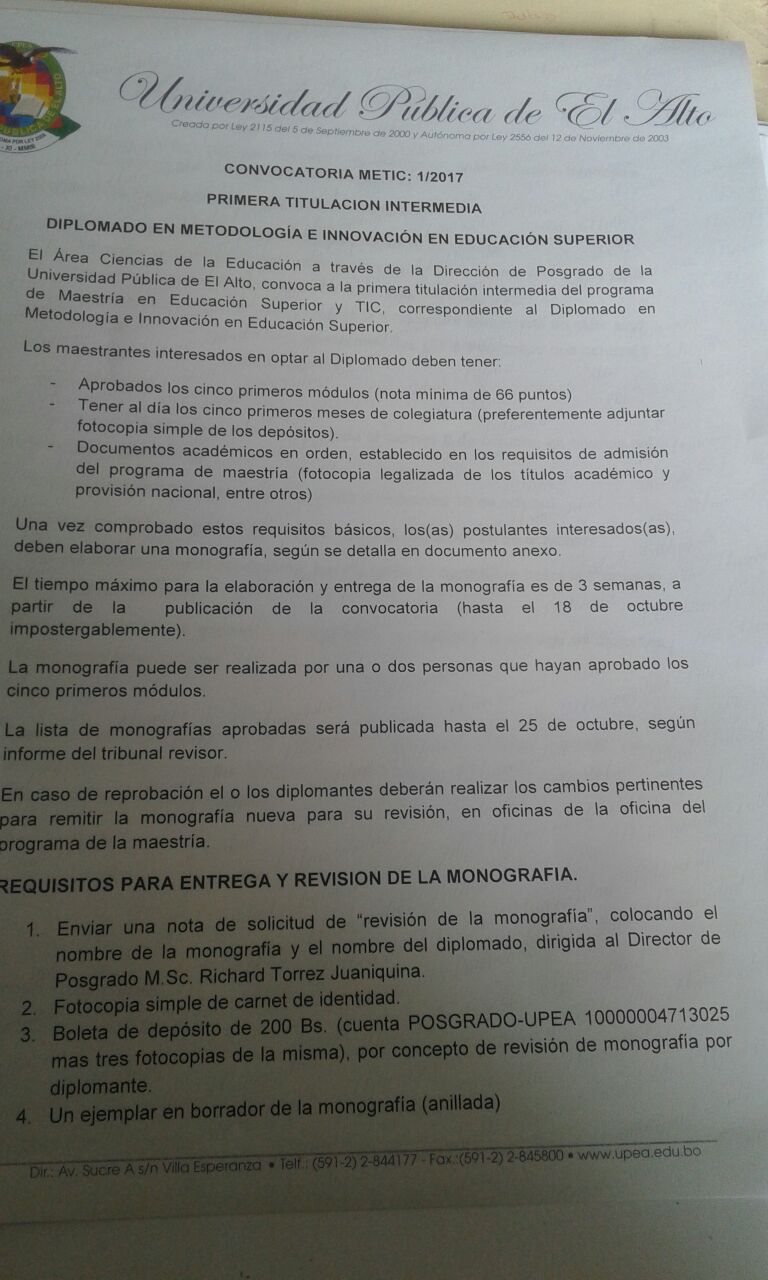 PUBLICA DE EL ALTO
Universidad Pública de El Alto
Creada por Ley 2115 del 5 de Septiembre de 2000 y Autónoma por Ley 2556 del 12 de Noviembre de 2003
CONVOCATORIA METIC: 1/2017
PRIMERA TITULACION INTERMEDIA
DIPLOMADO EN METODOLOGÍA E INNOVACIÓN EN EDUCACIÓN SUPERIOR
El Área Ciencias de la Educación a través de la Dirección de Posgrado de la
Universidad Pública de El Alto, convoca a la primera titulación intermedia del programa
de Maestría en Educación Superior y TIC, correspondiente al Diplomado en
Metodología e Innovación en Educación Superior.
Los maestrantes interesados en optar al Diplomado deben tener:
- Aprobados los cinco primeros módulos (nota mínima de 66 puntos)
- Tener al día los cinco primeros meses de colegiatura (preferentemente adjuntar
fotocopia simple de los depósitos).
- Documentos académicos en orden, establecido en los requisitos de admisión
del programa de maestría (fotocopia legalizada de los títulos académico y
provisión nacional, entre otros)
Una vez comprobado estos requisitos básicos, los(as) postulantes interesados(as),
deben elaborar una monografía, según se detalla en documento anexo.
El tiempo máximo para la elaboración y entrega de la monografía es de 3 semanas, a
partir de la publicación de la convocatoria (hasta el 18 de octubre
impostergablemente).
La monografía puede ser realizada por una o dos personas que hayan aprobado los
cinco primeros módulos.
La lista de monografías aprobadas será publicada hasta el 25 de octubre, según
informe del tribunal revisor.
En caso de reprobación el o los diplomantes deberán realizar los cambios pertinentes
para remitir la monografía nueva para su revisión, en oficinas de la oficina del
programa de la maestría.
REQUISITOS PARA ENTREGA Y REVISION DE LA MONOGRAFIA.
1. Enviar una nota de solicitud de “revisión de la monografía”, colocando el
nombre de la monografía y el nombre del diplomado, dirigida al Director de
Posgrado M.Sc. Richard Torrez Juaniquina.
2. Fotocopia simple de carnet de identidad.
3. Boleta de depósito de 200 Bs. (cuenta POSGRADO-UPEA 10000004713025
mas tres fotocopias de la misma), por concepto de revisión de monografía por
diplomante.
4. Un ejemplar en borrador de la monografía (anillada)
Dir.: Av. Sucre A s/n Villa Esperanza • Telf.: (591-2) 2-844177 - Fax.:(591-2) 2-845800 • www.upea.edu.bo